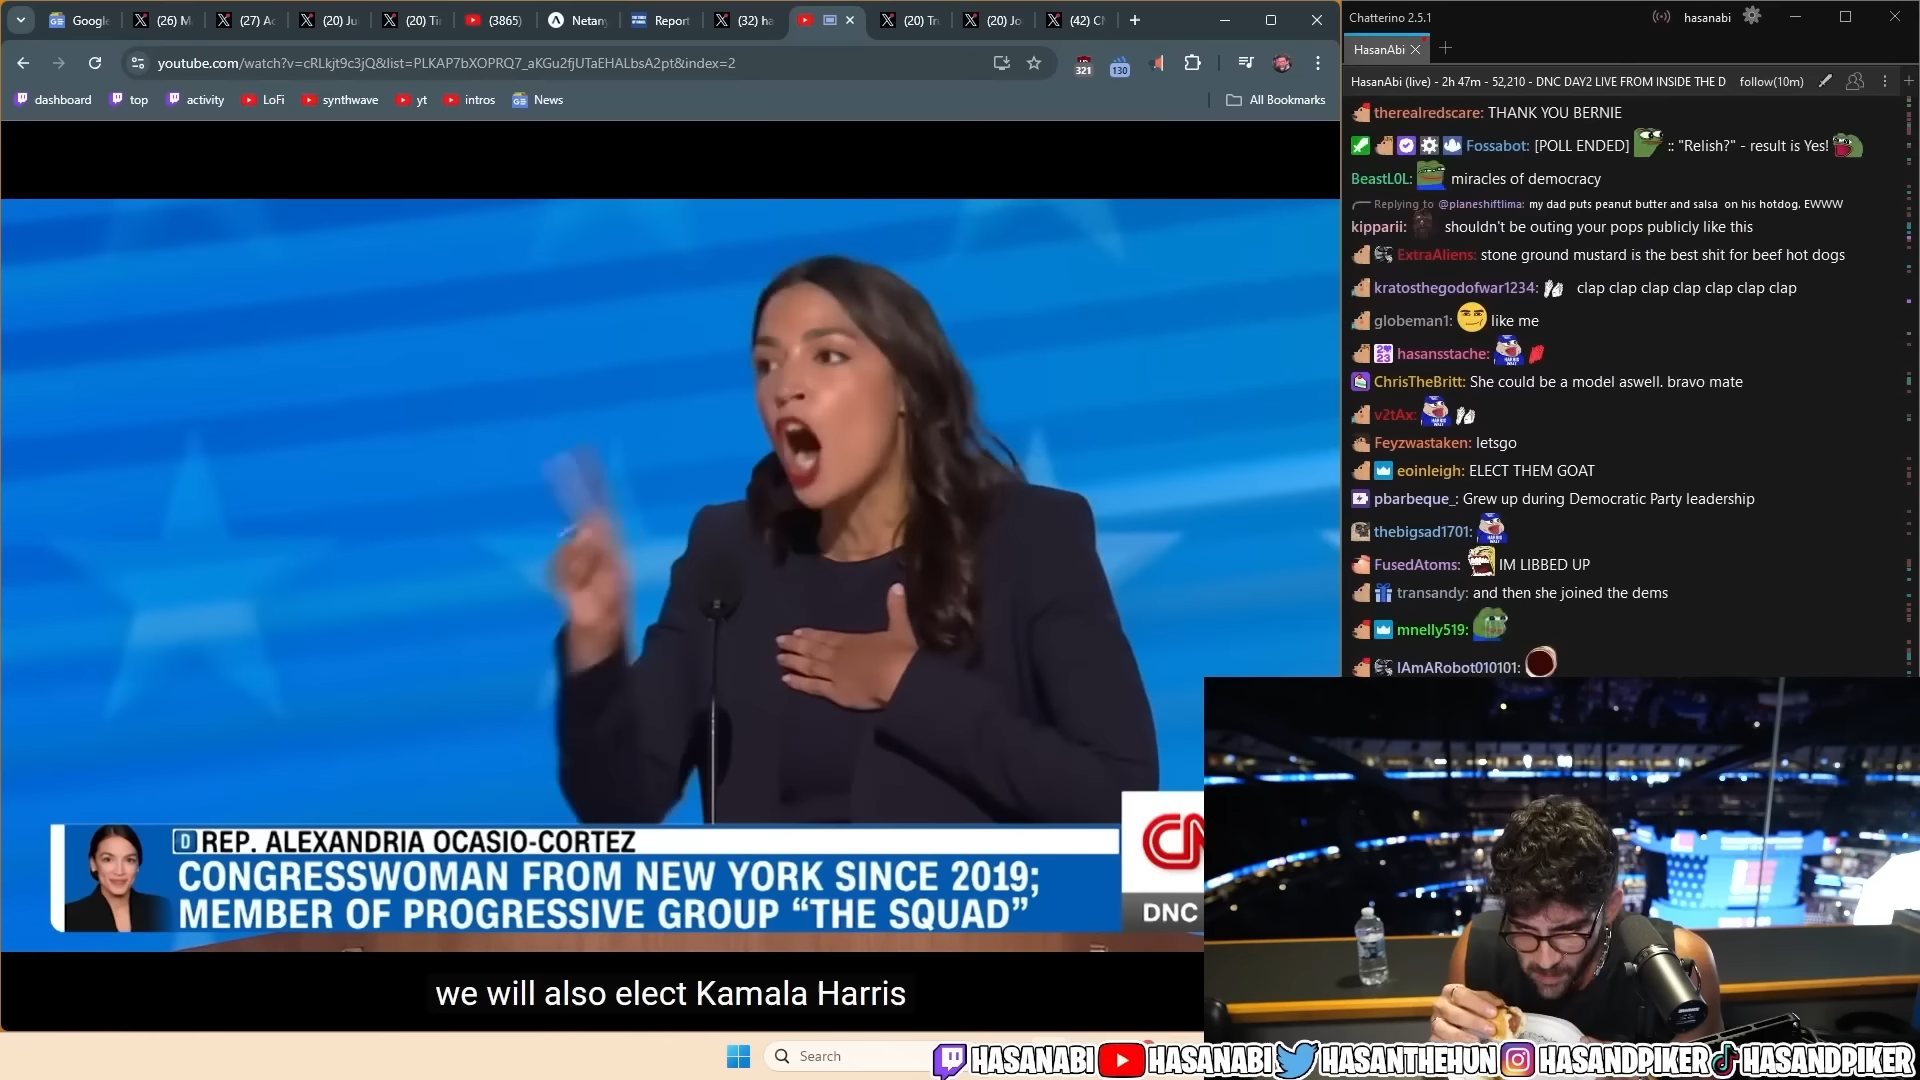 Google
(26) M
(27) Ac
(20) Ju
(20) Ti
(3865)
Netany
Report
(32) ha
(20) Tr
(20) Jo
(42) Ch
youtube.com/watch?v=cRLkjt9c3jQ&list=PLKAP7bXOPRQ7_aKGu2fjUTaEHALbsA2pt&index=2
321
130
dashboard
top
activity
LoFi
synthwave
yt
intros
News
All Bookmarks
D REP. ALEXANDRIA OCASIO-CORTEZ
CONGRESSWOMAN FROM NEW YORK SINCE 2019;
MEMBER OF PROGRESSIVE GROUP “THE SQUAD”
CN
DNC
we will also elect Kamala Harris
Search
Chatterino 2.5.1
hasanabi
HasanAbi
HasanAbi (live) - 2h 47m - 52,210 - DNC DAY2 LIVE FROM INSIDE THE D
follow(10m)
therealredscare: THANK YOU BERNIE
Fossabot: [POLL ENDED] :: "Relish?" - result is Yes!
BeastL0L: miracles of democracy
Replying to @planeshiftlima: my dad puts peanut butter and salsa on his hotdog. EWWW
kipparii: shouldn't be outing your pops publicly like this
ExtraAliens: stone ground mustard is the best shit for beef hot dogs
kratosthegodofwar1234: clap clap clap clap clap clap clap
globeman1: like me
hasansstache:
ChrisTheBritt: She could be a model aswell. bravo mate
v2tAx:
Feyzwastaken: letsgo
eoinleigh: ELECT THEM GOAT
pbarbeque_: Grew up during Democratic Party leadership
thebigsad1701:
FusedAtoms: IM LIBBED UP
transandy: and then she joined the dems
mnelly519:
IAmARobot010101:
HASANABI HASANABI HASANTHEHUN HASANDPIKER HASANDPIKER